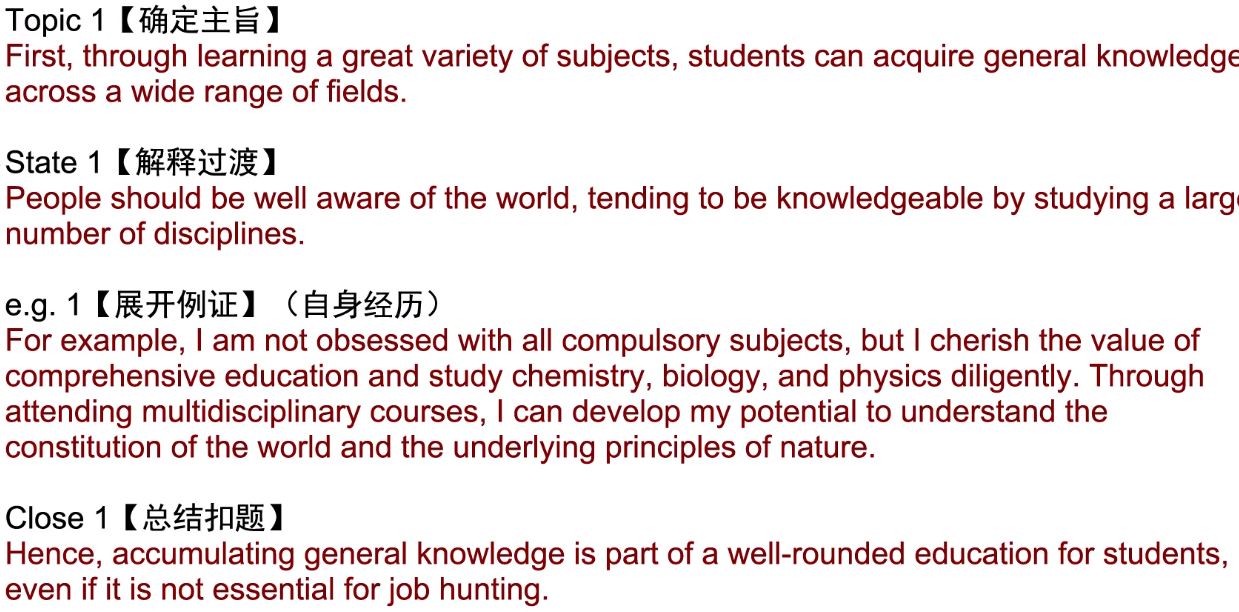 Topic 1【确定主旨】
First, through learning a great variety of subjects, students can acquire general knowledge
across a wide range of fields.
State 1【解释过渡】
People should be well aware of the world, tending to be knowledgeable by studying a larg
number of disciplines.
e.g. 1【展开例证】（自身经历）
For example, I am not obsessed with all compulsory subjects, but I cherish the value of
comprehensive education and study chemistry, biology, and physics diligently. Through
attending multidisciplinary courses, I can develop my potential to understand the
constitution of the world and the underlying principles of nature.
Close 1【总结扣题】
Hence, accumulating general knowledge is part of a well-rounded education for students,
even if it is not essential for job hunting.